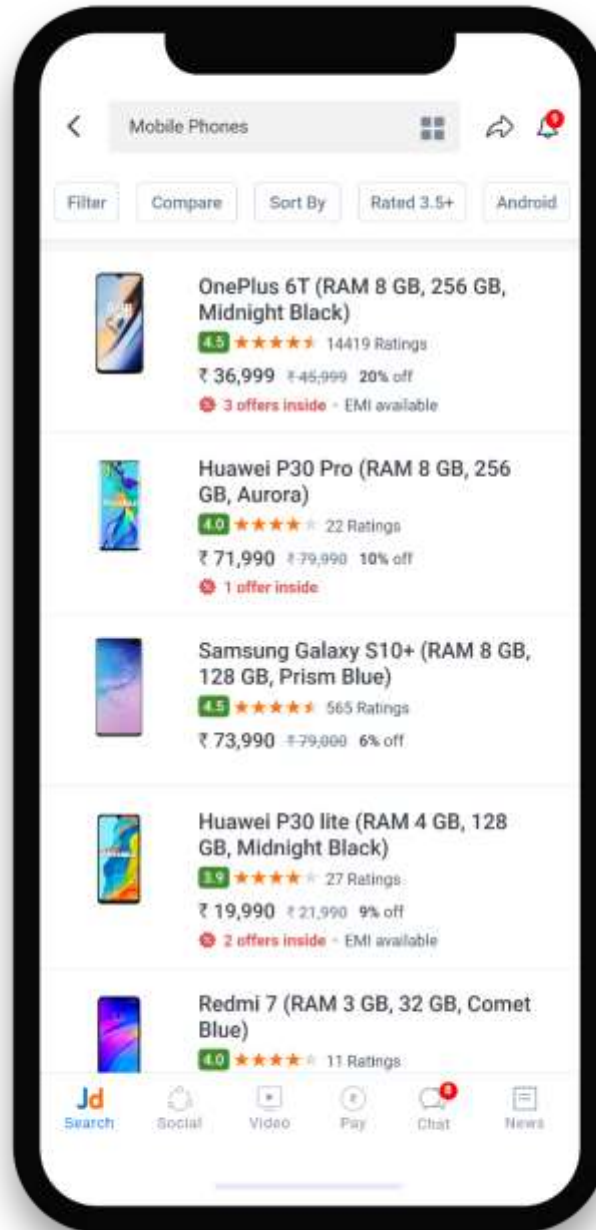 Mobile Phones
9
Filter Compare Sort By Rated 3.5+ Android
OnePlus 6T (RAM 8 GB, 256 GB,
Midnight Black)
4.5 14419 Ratings
₹ 36,999 ₹ 45,999 20% off
3 offers inside • EMI available
Huawei P30 Pro (RAM 8 GB, 256
GB, Aurora)
4.0 22 Ratings
₹ 71,990 ₹ 79,990 10% off
1 offer inside
Samsung Galaxy S10+ (RAM 8 GB,
128 GB, Prism Blue)
4.5 565 Ratings
₹ 73,990 ₹ 79,000 6% off
Huawei P30 lite (RAM 4 GB, 128
GB, Midnight Black)
3.9 27 Ratings
₹ 19,990 ₹ 21,990 9% off
2 offers inside • EMI available
Redmi 7 (RAM 3 GB, 32 GB, Comet
Blue)
4.0 11 Ratings
Jd ₹ 8
Search Social Video Pay Chat News